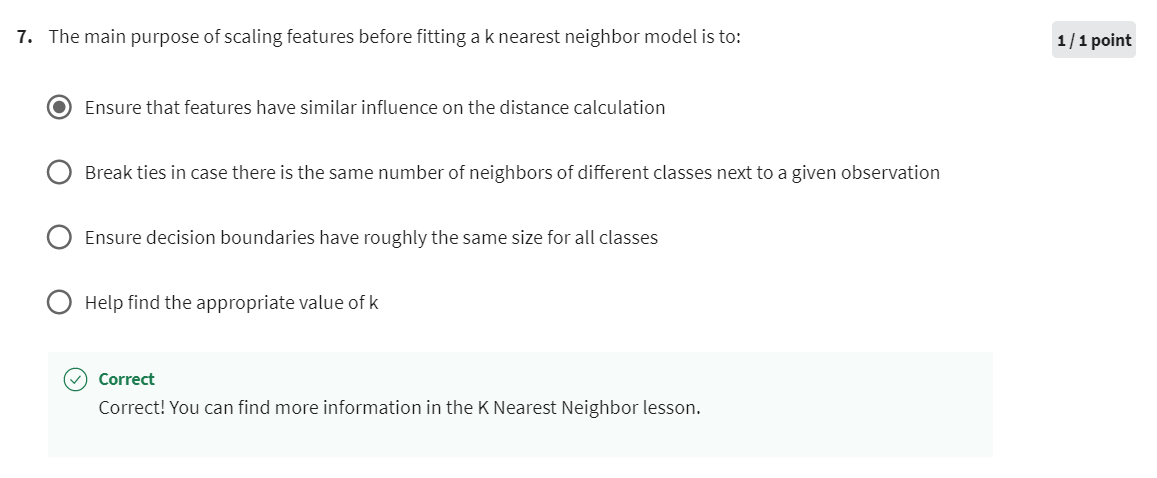 7. The main purpose of scaling features before fitting a k nearest neighbor model is to:
1 / 1 point
Ensure that features have similar influence on the distance calculation
Break ties in case there is the same number of neighbors of different classes next to a given observation
Ensure decision boundaries have roughly the same size for all classes
Help find the appropriate value of k
Correct
Correct! You can find more information in the K Nearest Neighbor lesson.